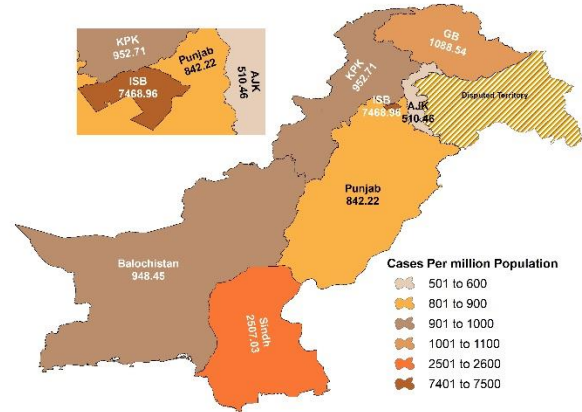 KPK
952.71
Punjab
842.22
ISB
7468.96
AJK
510.46
GB
1088.54
KPK
952.71
ISB
7468.96
AJK
510.46
Disputed Territory
Punjab
842.22
Balochistan
948.45
Sindh
2507.03
Cases Per million Population
501 to 600
801 to 900
901 to 1000
1001 to 1100
2501 to 2600
7401 to 7500